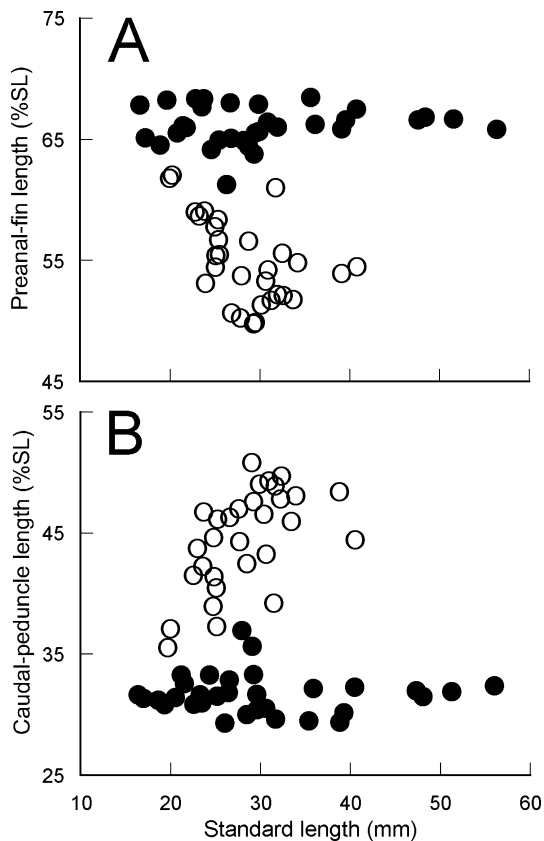 75
A
65
55
45
Preanal-fin length (%SL)
55
B
45
35
25
Caudal-peduncle length (%SL)
10 20 30 40 50 60
Standard length (mm)